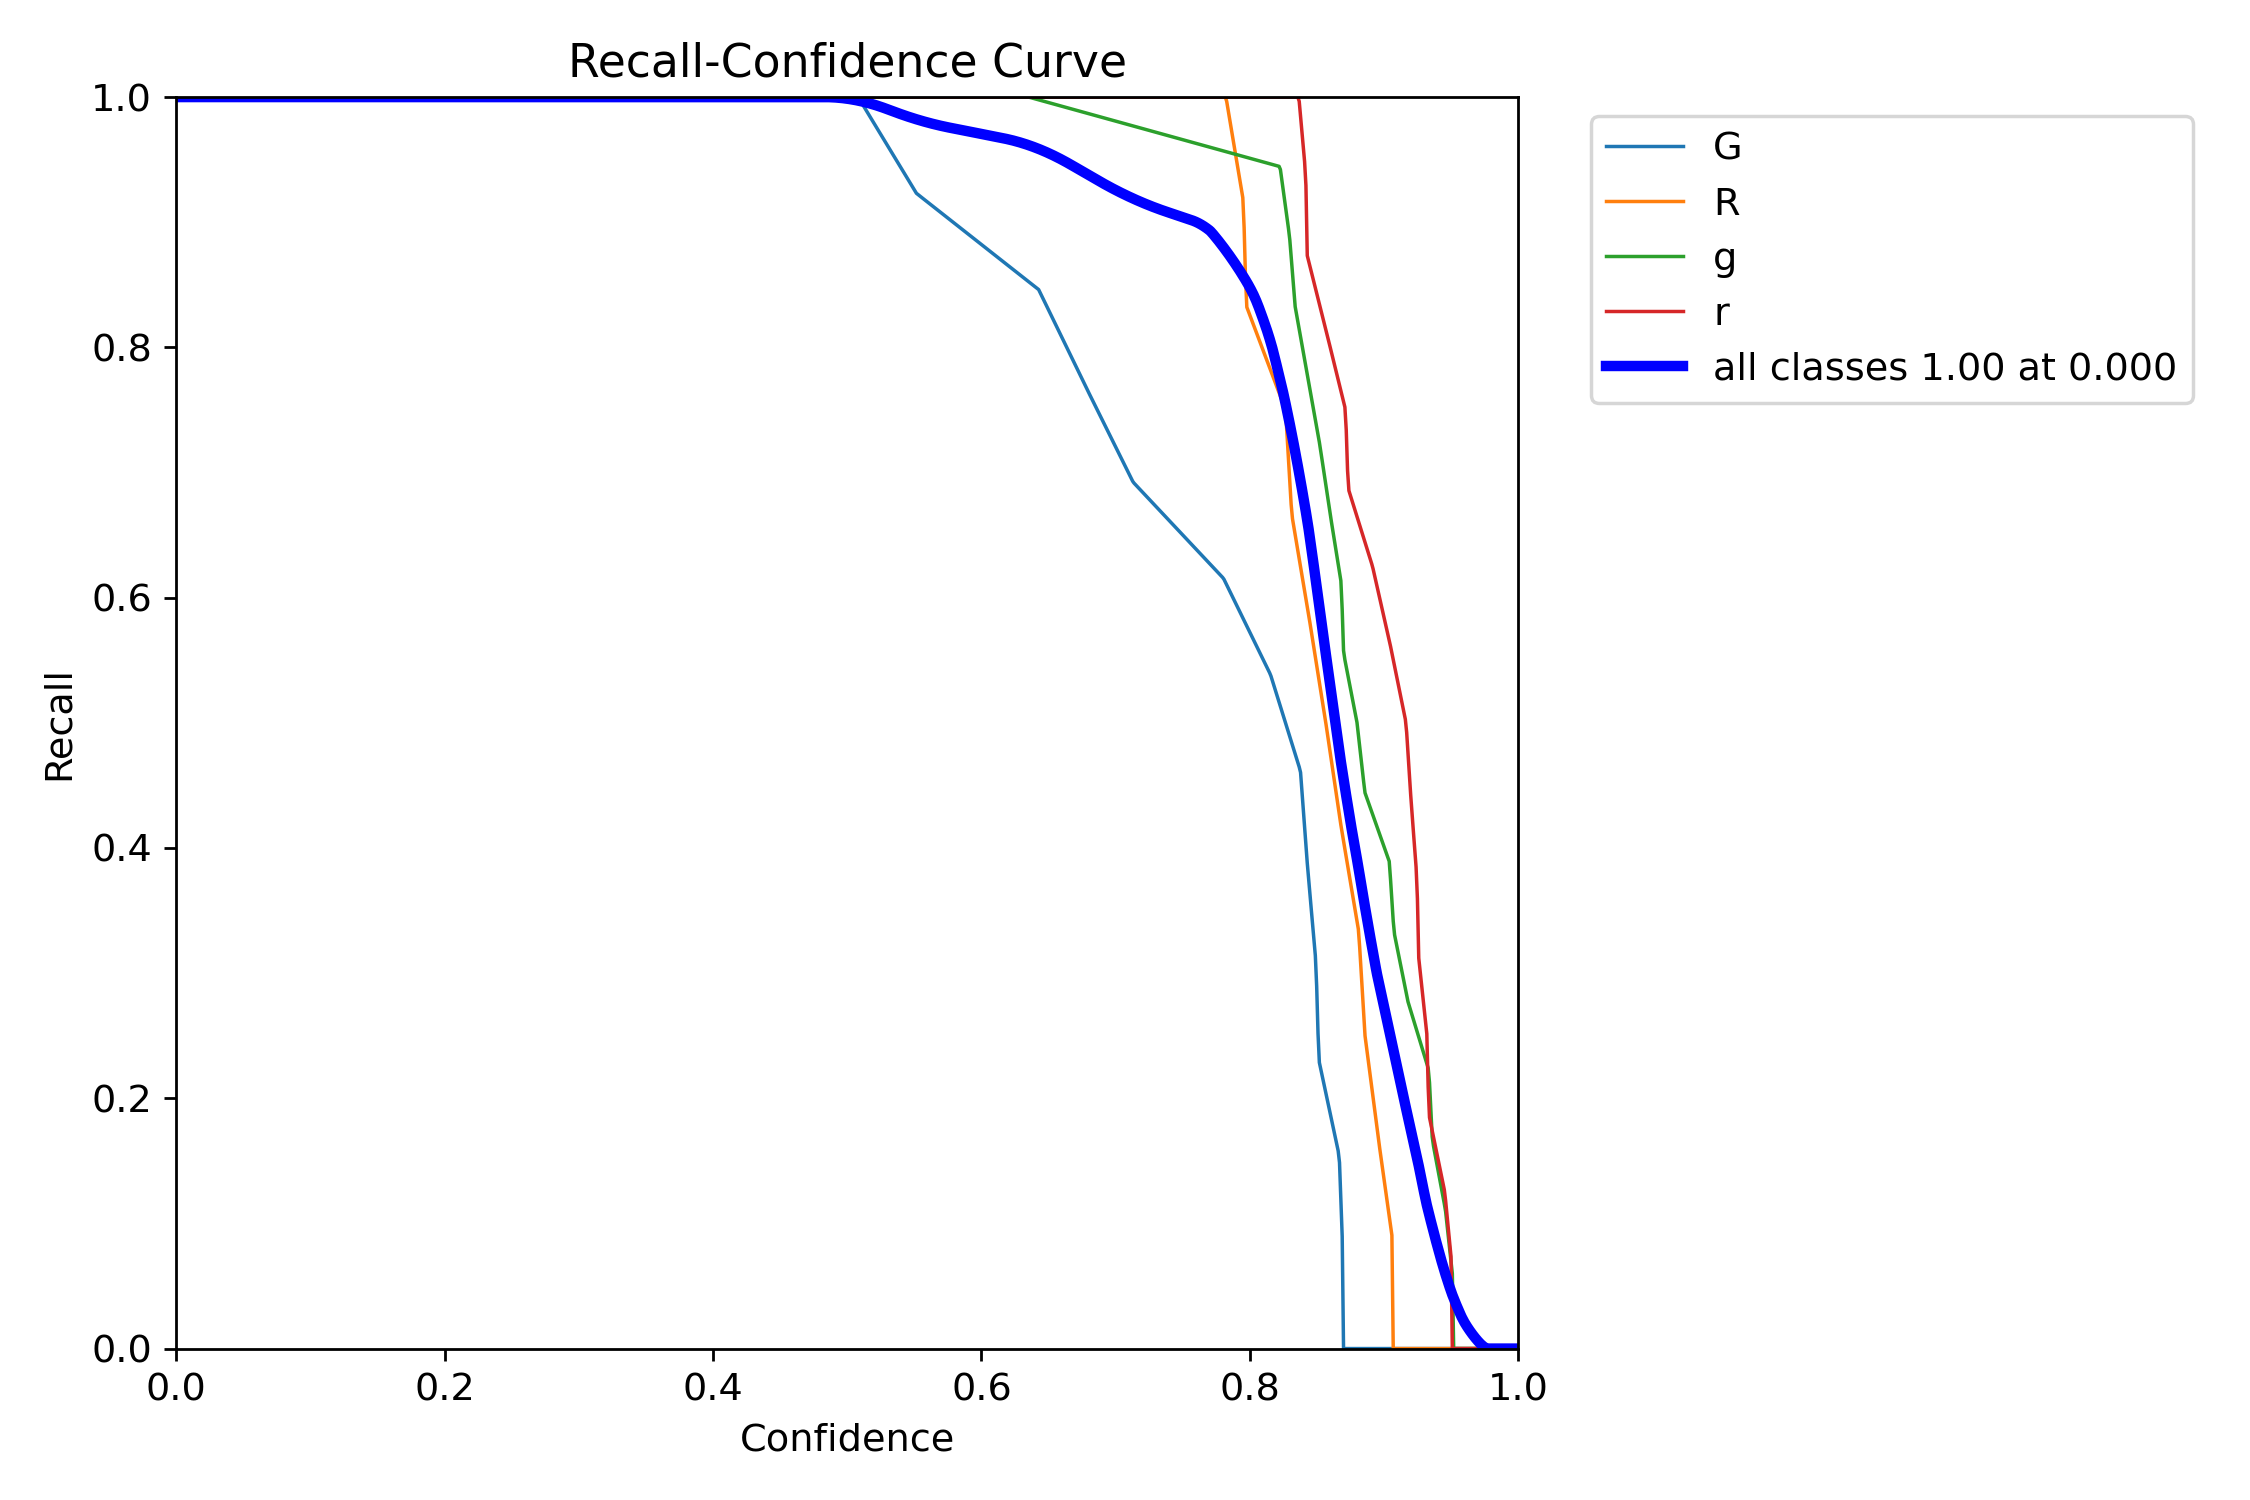 Recall-Confidence Curve
1.0
0.8
0.6
0.4
0.2
0.0
Recall
0.0 0.2 0.4 0.6 0.8 1.0
Confidence
G
R
g
r
all classes 1.00 at 0.000